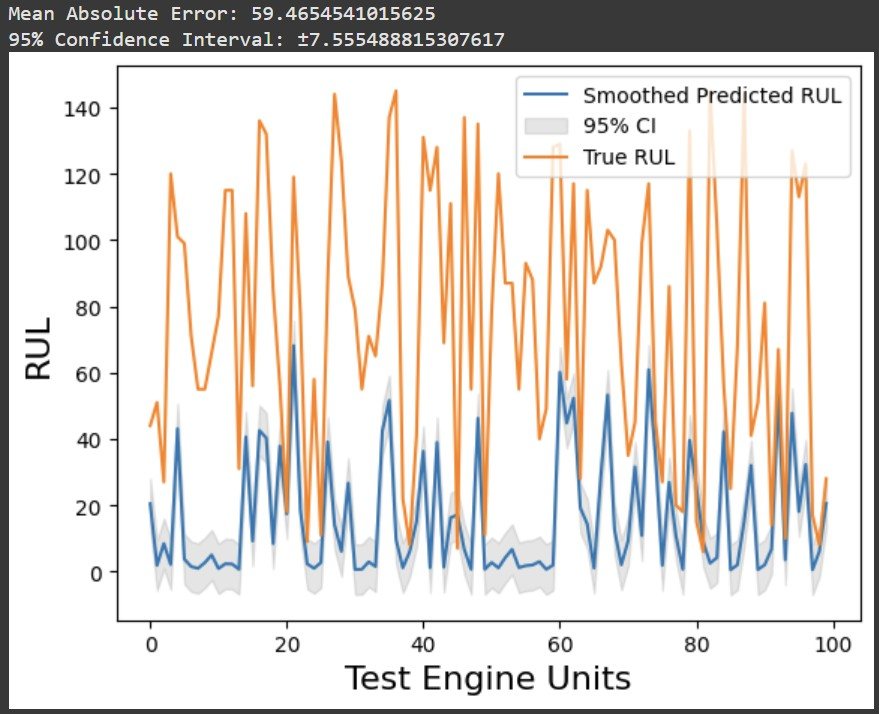 Mean Absolute Error: 59.4654541015625
95% Confidence Interval: ±7.555488815307617
Smoothed Predicted RUL
95% CI
True RUL
140
120
100
80
60
40
20
0
RUL
0 20 40 60 80 100
Test Engine Units